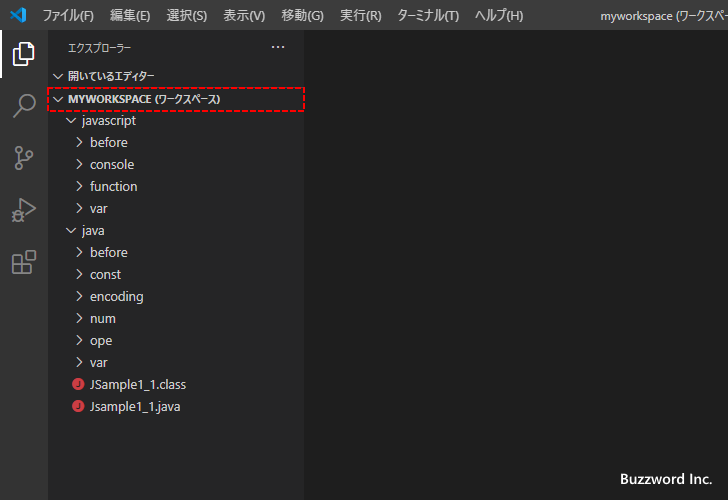 ファイル(F) 編集(E) 選択(S) 表示(V) 移動(G) 実行(R) ターミナル(T) ヘルプ(H) myworkspace (ワークスペ
エクスプローラー ···
開いているエディター
MYWORKSPACE (ワークスペース)
javascript
before
console
function
var
java
before
const
encoding
num
ope
var
J JSample1_1.class
J Jsample1_1.java
Buzzword Inc.